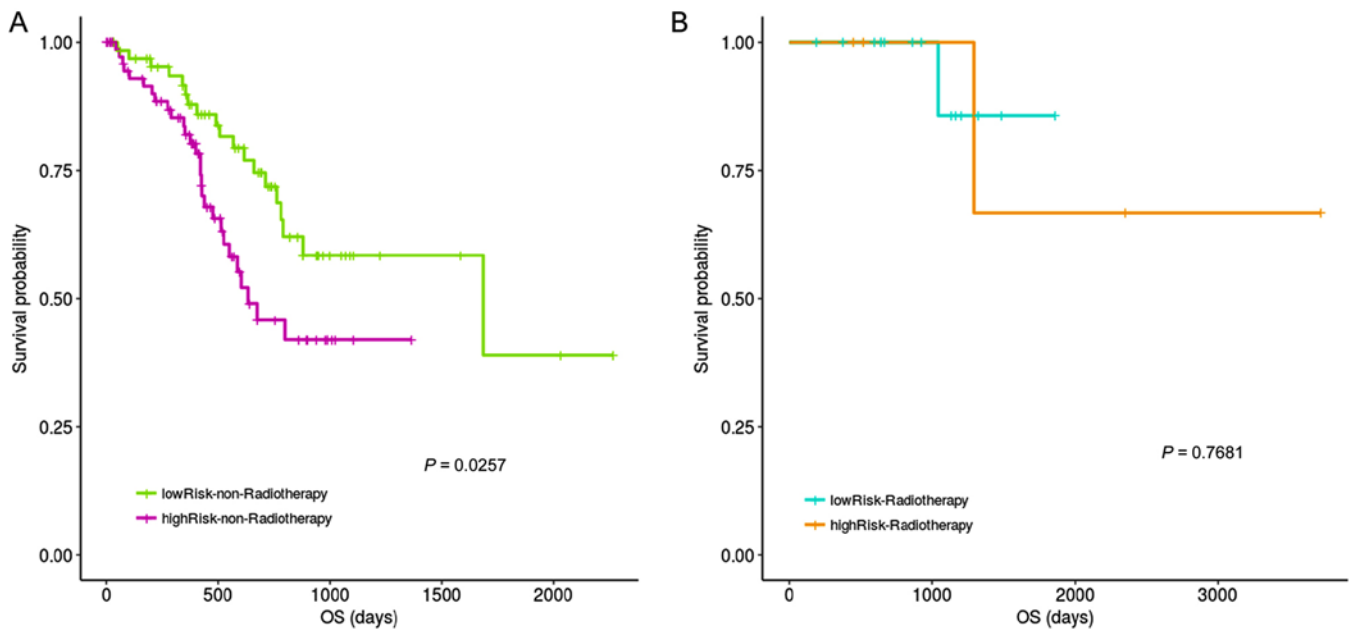 A
Survival probability
1.00
0.75
0.50
0.25
0.00
P = 0.0257
lowRisk-non-Radiotherapy
highRisk-non-Radiotherapy
0 500 1000 1500 2000
OS (days)
B
Survival probability
1.00
0.75
0.50
0.25
0.00
P = 0.7681
lowRisk-Radiotherapy
highRisk-Radiotherapy
0 1000 2000 3000
OS (days)